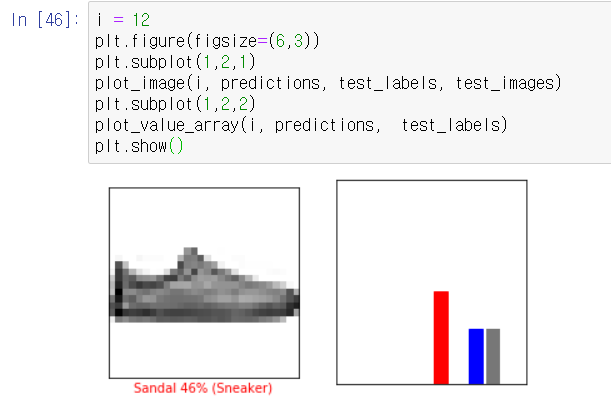 In [46]:
i = 12
plt.figure(figsize=(6,3))
plt.subplot(1,2,1)
plot_image(i, predictions, test_labels, test_images)
plt.subplot(1,2,2)
plot_value_array(i, predictions,  test_labels)
plt.show()
Sandal 46% (Sneaker)